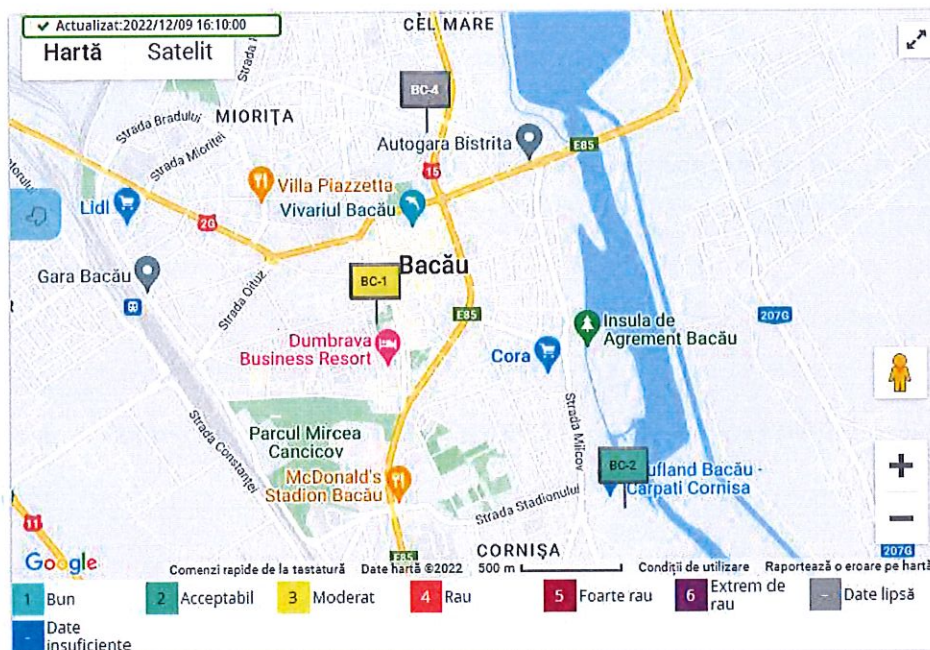 ✓ Actualizat:2022/12/09 16:10:00
CEL MARE
Hartă Satelit
BC-4
MIORIȚA
Strada Bradului
Strada Mioriței
Autogara Bistrita
E85
15
Villa Piazzetta
Vivariul Bacău
Lidl
2G
Bacău
Gara Bacău
BC-1
Strada Oituz
E85
207G
Insula de
Agrement Bacău
Dumbrava
Business Resort
Cora
Strada Milcov
Strada Constanței
Parcul Mircea
Cancicov
BC-2
ufland Bacău -
Carpati Cornisa
McDonald's
Stadion Bacău
Strada Stadionului
+
−
11
CORNIȘA
E85
207G
Google
Comenzi rapide de la tastatură Date hartă ©2022 500 m Condiții de utilizare Raportează o eroare pe hartă
1 Bun 2 Acceptabil 3 Moderat 4 Rau 5 Foarte rau 6 Extrem de rau - Date lipsă
- Date
insuficiente